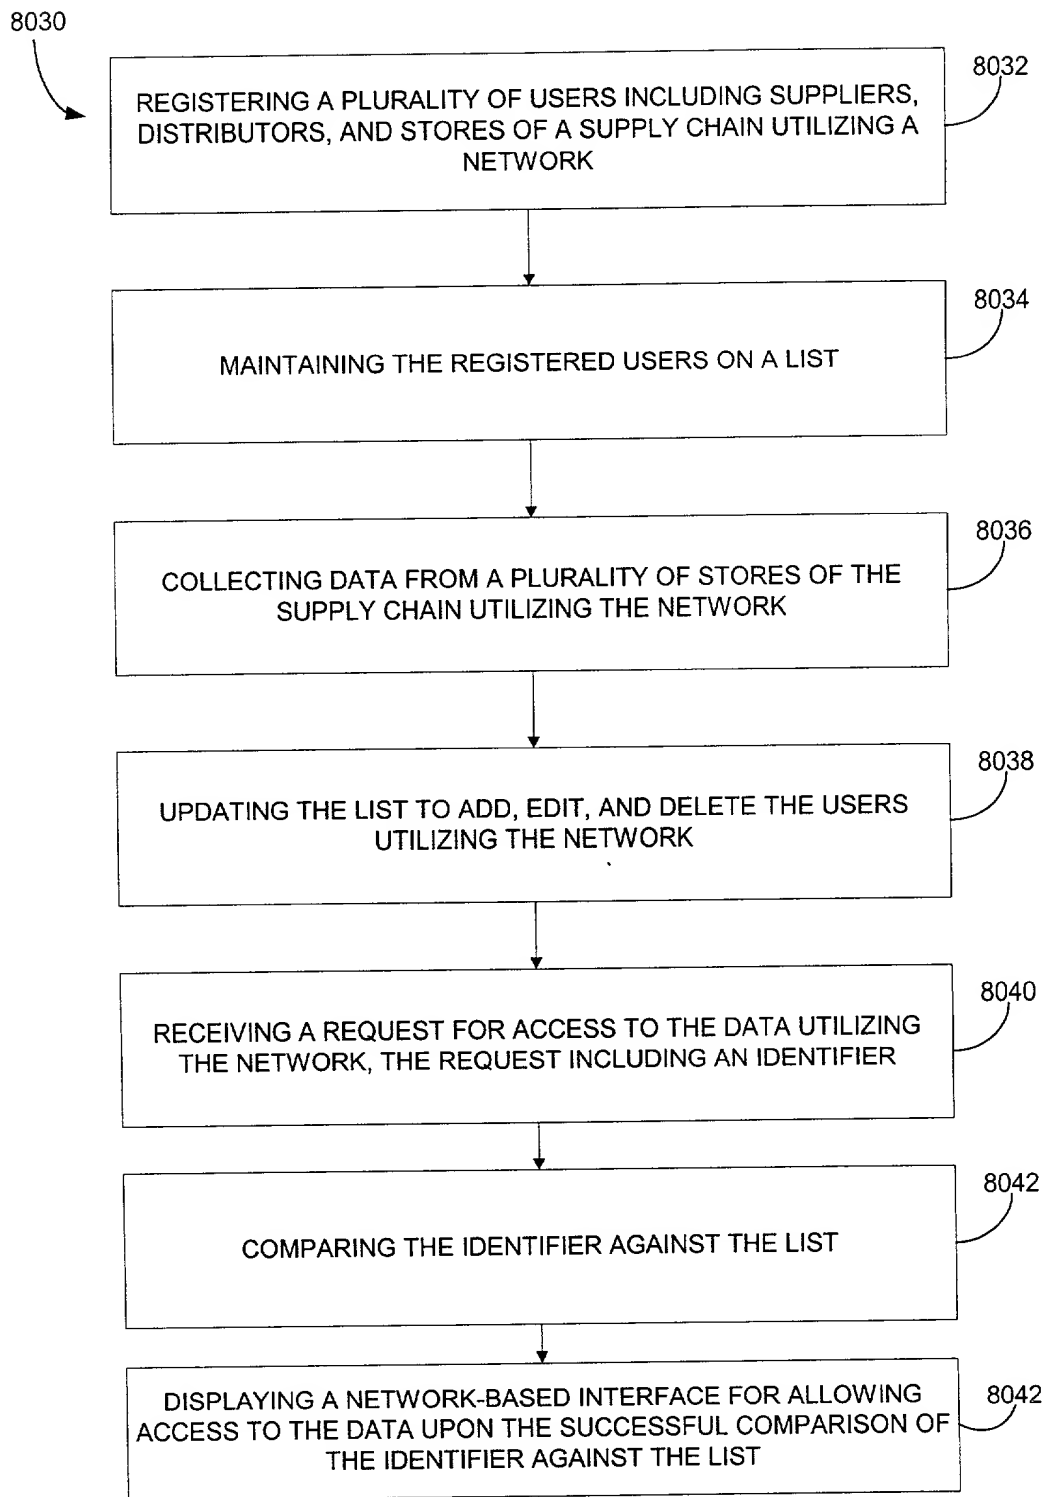 8030
8032
REGISTERING A PLURALITY OF USERS INCLUDING SUPPLIERS,
DISTRIBUTORS, AND STORES OF A SUPPLY CHAIN UTILIZING A
NETWORK
8034
MAINTAINING THE REGISTERED USERS ON A LIST
8036
COLLECTING DATA FROM A PLURALITY OF STORES OF THE
SUPPLY CHAIN UTILIZING THE NETWORK
8038
UPDATING THE LIST TO ADD, EDIT, AND DELETE THE USERS
UTILIZING THE NETWORK
8040
RECEIVING A REQUEST FOR ACCESS TO THE DATA UTILIZING
THE NETWORK, THE REQUEST INCLUDING AN IDENTIFIER
8042
COMPARING THE IDENTIFIER AGAINST THE LIST
8042
DISPLAYING A NETWORK-BASED INTERFACE FOR ALLOWING
ACCESS TO THE DATA UPON THE SUCCESSFUL COMPARISON OF
THE IDENTIFIER AGAINST THE LIST